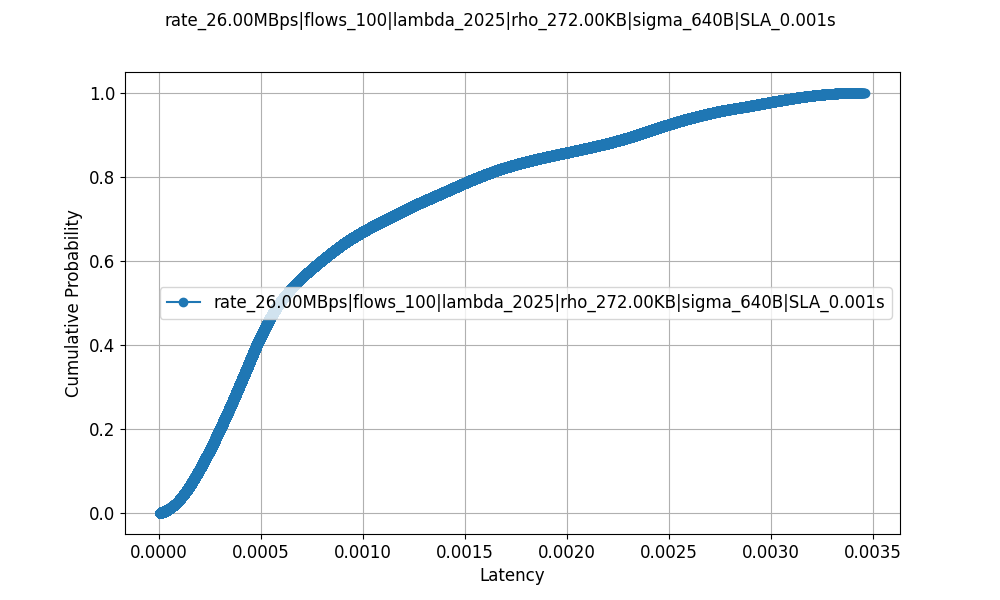 rate_26.00MBps|flows_100|lambda_2025|rho_272.00KB|sigma_640B|SLA_0.001s
1.0
0.8
0.6
0.4
0.2
0.0
Cumulative Probability
rate_26.00MBps|flows_100|lambda_2025|rho_272.00KB|sigma_640B|SLA_0.001s
0.0000 0.0005 0.0010 0.0015 0.0020 0.0025 0.0030 0.0035
Latency